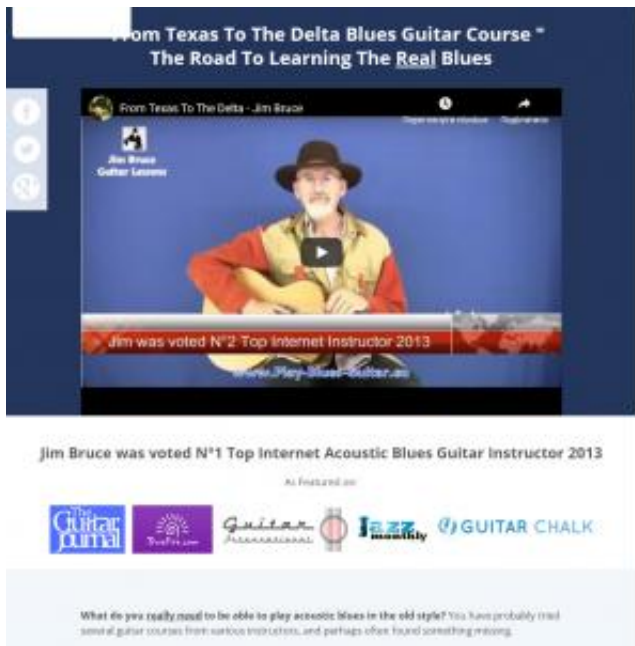 From Texas To The Delta Blues Guitar Course "
The Road To Learning The Real Blues
From Texas To The Delta - Jim Bruce
Jim Bruce
Guitar Lessons
Jim was voted N°2 Top Internet Instructor 2013
www.Play-Blues-Guitar.eu
Jim Bruce was voted N°1 Top Internet Acoustic Blues Guitar Instructor 2013
As Featured on:
The
Guitar
Journal
TrueFire.com
Guitar
International
Jazz
monthly
GUITAR CHALK
What do you really need to be able to play acoustic blues in the old style? You have probably tried
several guitar courses from various instructors, and perhaps often found something missing.